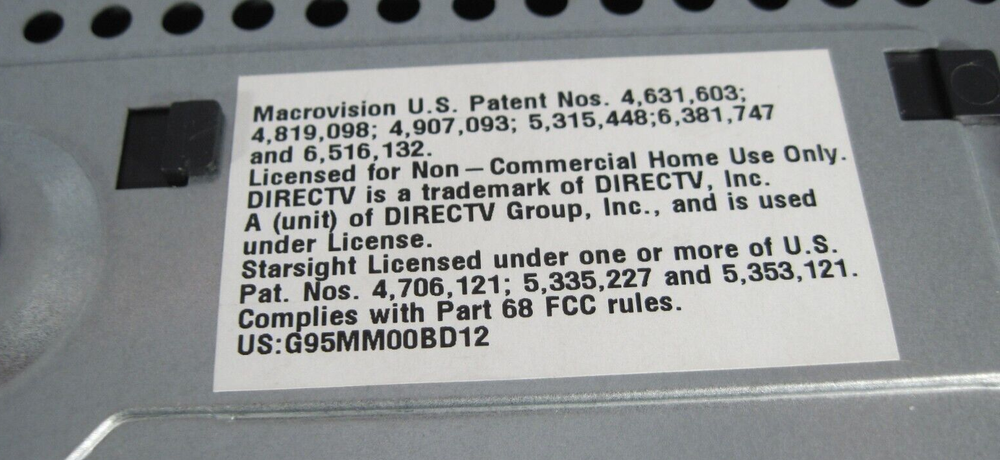 Macrovision U.S. Patent Nos. 4,631,603;
4,819,098; 4,907,093; 5,315,448;6,381,747
and 6,516,132.
Licensed for Non-Commercial Home Use Only.
DIRECTV is a trademark of DIRECTV, Inc.
A (unit) of DIRECTV Group, Inc., and is used
under License.
Starsight Licensed under one or more of U.S.
Pat. Nos. 4,706,121; 5,335,227 and 5,353,121.
Complies with Part 68 FCC rules.
US:G95MM00BD12